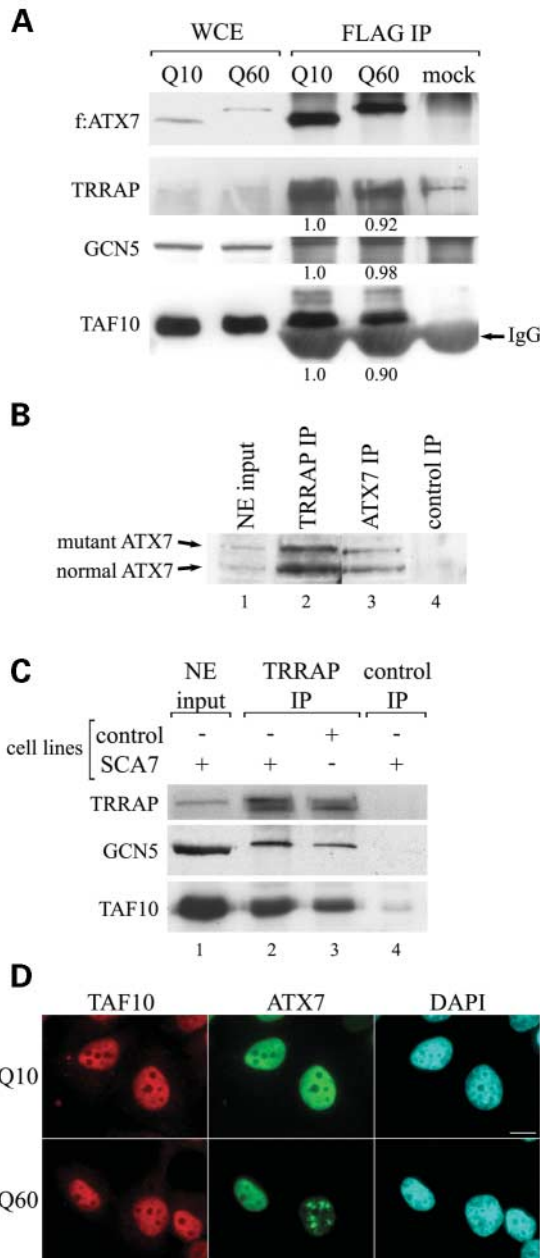 A
WCE FLAG IP
Q10 Q60 Q10 Q60 mock
f:ATX7
TRRAP
1.0 0.92
GCN5
1.0 0.98
TAF10
IgG
1.0 0.90
B
NE input TRRAP IP ATX7 IP control IP
mutant ATX7
normal ATX7
1 2 3 4
C
NE input TRRAP IP control IP
cell lines
control - - + -
SCA7 + + - +
TRRAP
GCN5
TAF10
1 2 3 4
D
TAF10 ATX7 DAPI
Q10
Q60